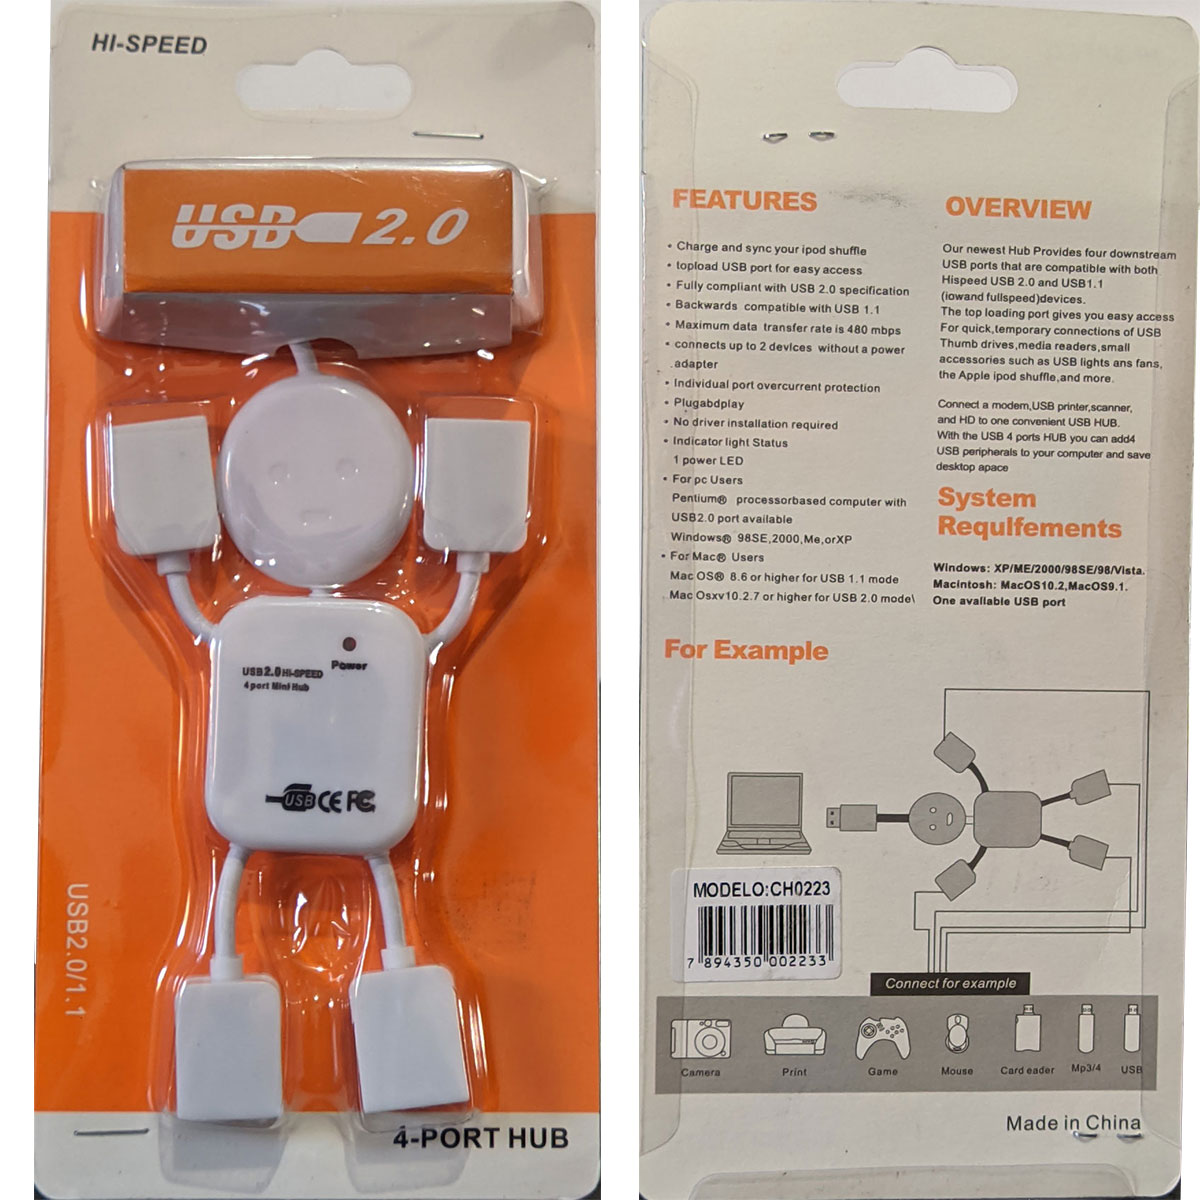 HI-SPEED
USB 2.0
Power
USB2.0 HI-SPEED
4 port Mini Hub
USB CE FC
USB2.0/1.1
4-PORT HUB
FEATURES
• Charge and sync your ipod shuffle
• topload USB port for easy access
• Fully compliant with USB 2.0 specification
• Backwards compatible with USB 1.1
• Maximum data transfer rate is 480 mbps
• connects up to 2 devices without a power
.adapter
• Individual port overcurrent protection
• Plugabdplay
• No driver installation required
• Indicator light Status
1 power LED
• For pc Users
Pentium® processorbased computer with
USB2.0 port available
Windows® 98SE,2000,Me,orXP
• For Mac® Users
Mac OS® 8.6 or higher for USB 1.1 mode
Mac Osxv10.2.7 or higher for USB 2.0 mode\
OVERVIEW
Our newest Hub Provides four downstream
USB ports that are compatible with both
Hispeed USB 2.0 and USB1.1
(iowand fullspeed)devices.
The top loading port gives you easy access
For quick,temporary connections of USB
Thumb drives,media readers,small
accessories such as USB lights ans fans,
the Apple ipod shuffle,and more.
Connect a modem,USB printer,scanner,
and HD to one convenient USB HUB.
With the USB 4 ports HUB you can add4
USB peripherals to your computer and save
desktop apace
System
Requlfements
Windows: XP/ME/2000/98SE/98/Vista.
Macintosh: MacOS10.2,MacOS9.1.
One available USB port
For Example
MODELO:CH0223
7 894350 002233
Connect for example
Camera
Print
Game
Mouse
Card eader
Mp3/4
USB
Made in China